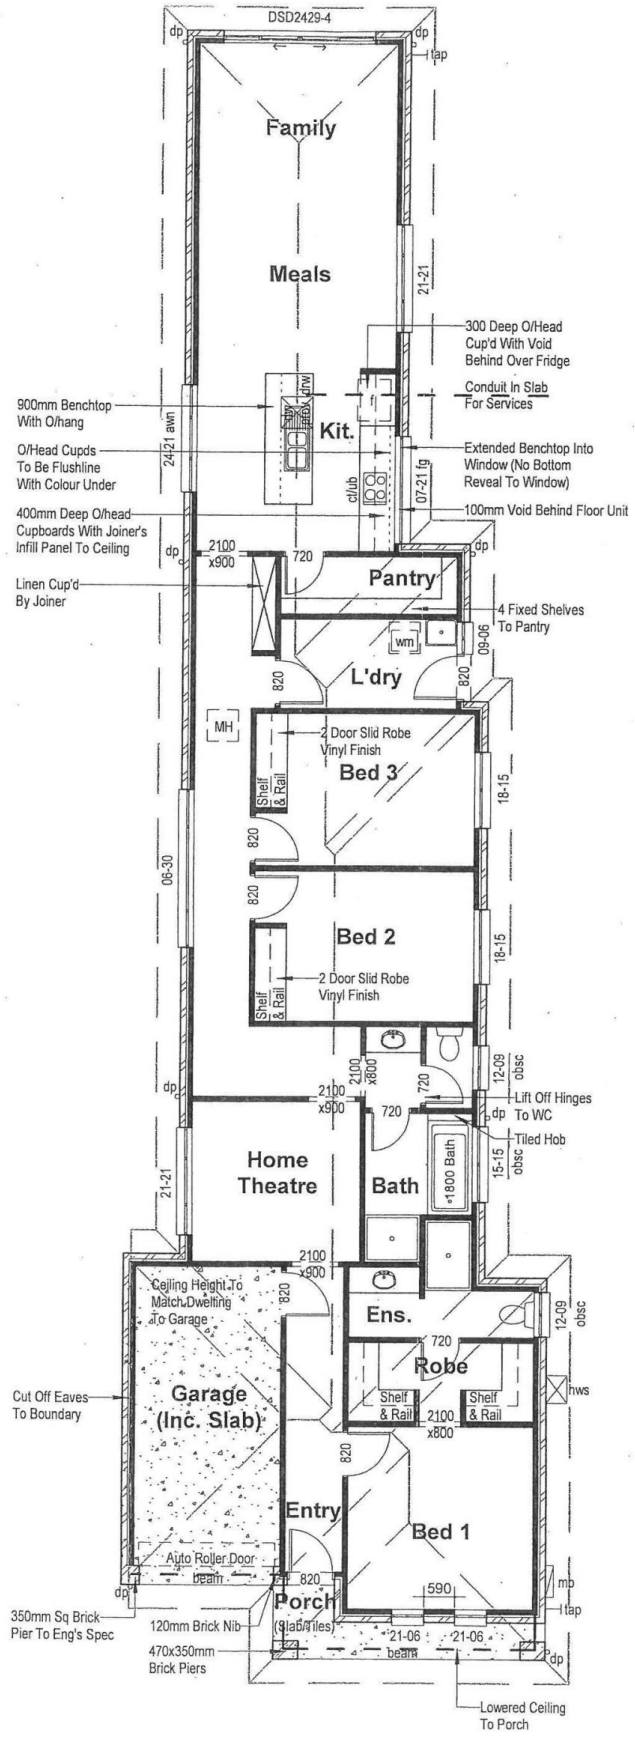 DSD2429-4
dp
dp
tap
Family
Meals
21-21
300 Deep O/Head
Cup'd With Void
Behind Over Fridge
Conduit In Slab
For Services
900mm Benchtop
With O/hang
24-21 awn
dw
drw
f
Kit.
O/Head Cupds
To Be Flushline
With Colour Under
Extended Benchtop Into
Window (No Bottom
Reveal To Window)
ct/ub
07-21 fg
400mm Deep O/head
Cupboards With Joiner's
Infill Panel To Ceiling
100mm Void Behind Floor Unit
dp
2100
x900
720
dp
Pantry
Linen Cup'd
By Joiner
4 Fixed Shelves
To Pantry
wm
09-06
L'dry
820
820
MH
2 Door Slid Robe
Vinyl Finish
Shelf
& Rail
Bed 3
18-15
820
06-30
820
Bed 2
18-15
2 Door Slid Robe
Vinyl Finish
Shelf
& Rail
2100
x800
12-09
obsc
dp
2100
x900
720
720
Lift Off Hinges
To WC
dp
Tiled Hob
Home
Theatre
21-21
Bath
1800 Bath
15-15
obsc
2100
x900
Ceiling Height To
Match Dwelling
To Garage
820
Ens.
12-09
obsc
720
Robe
Shelf
& Rail
Shelf
& Rail
2100
x800
hws
Cut Off Eaves
To Boundary
Garage
(Inc. Slab)
820
Entry
Bed 1
Auto Roller Door
beam
820
590
mb
tap
dp
Porch
(Slab/Tiles)
350mm Sq Brick
Pier To Eng's Spec
120mm Brick Nib
470x350mm
Brick Piers
21-06
21-06
beam
dp
Lowered Ceiling
To Porch